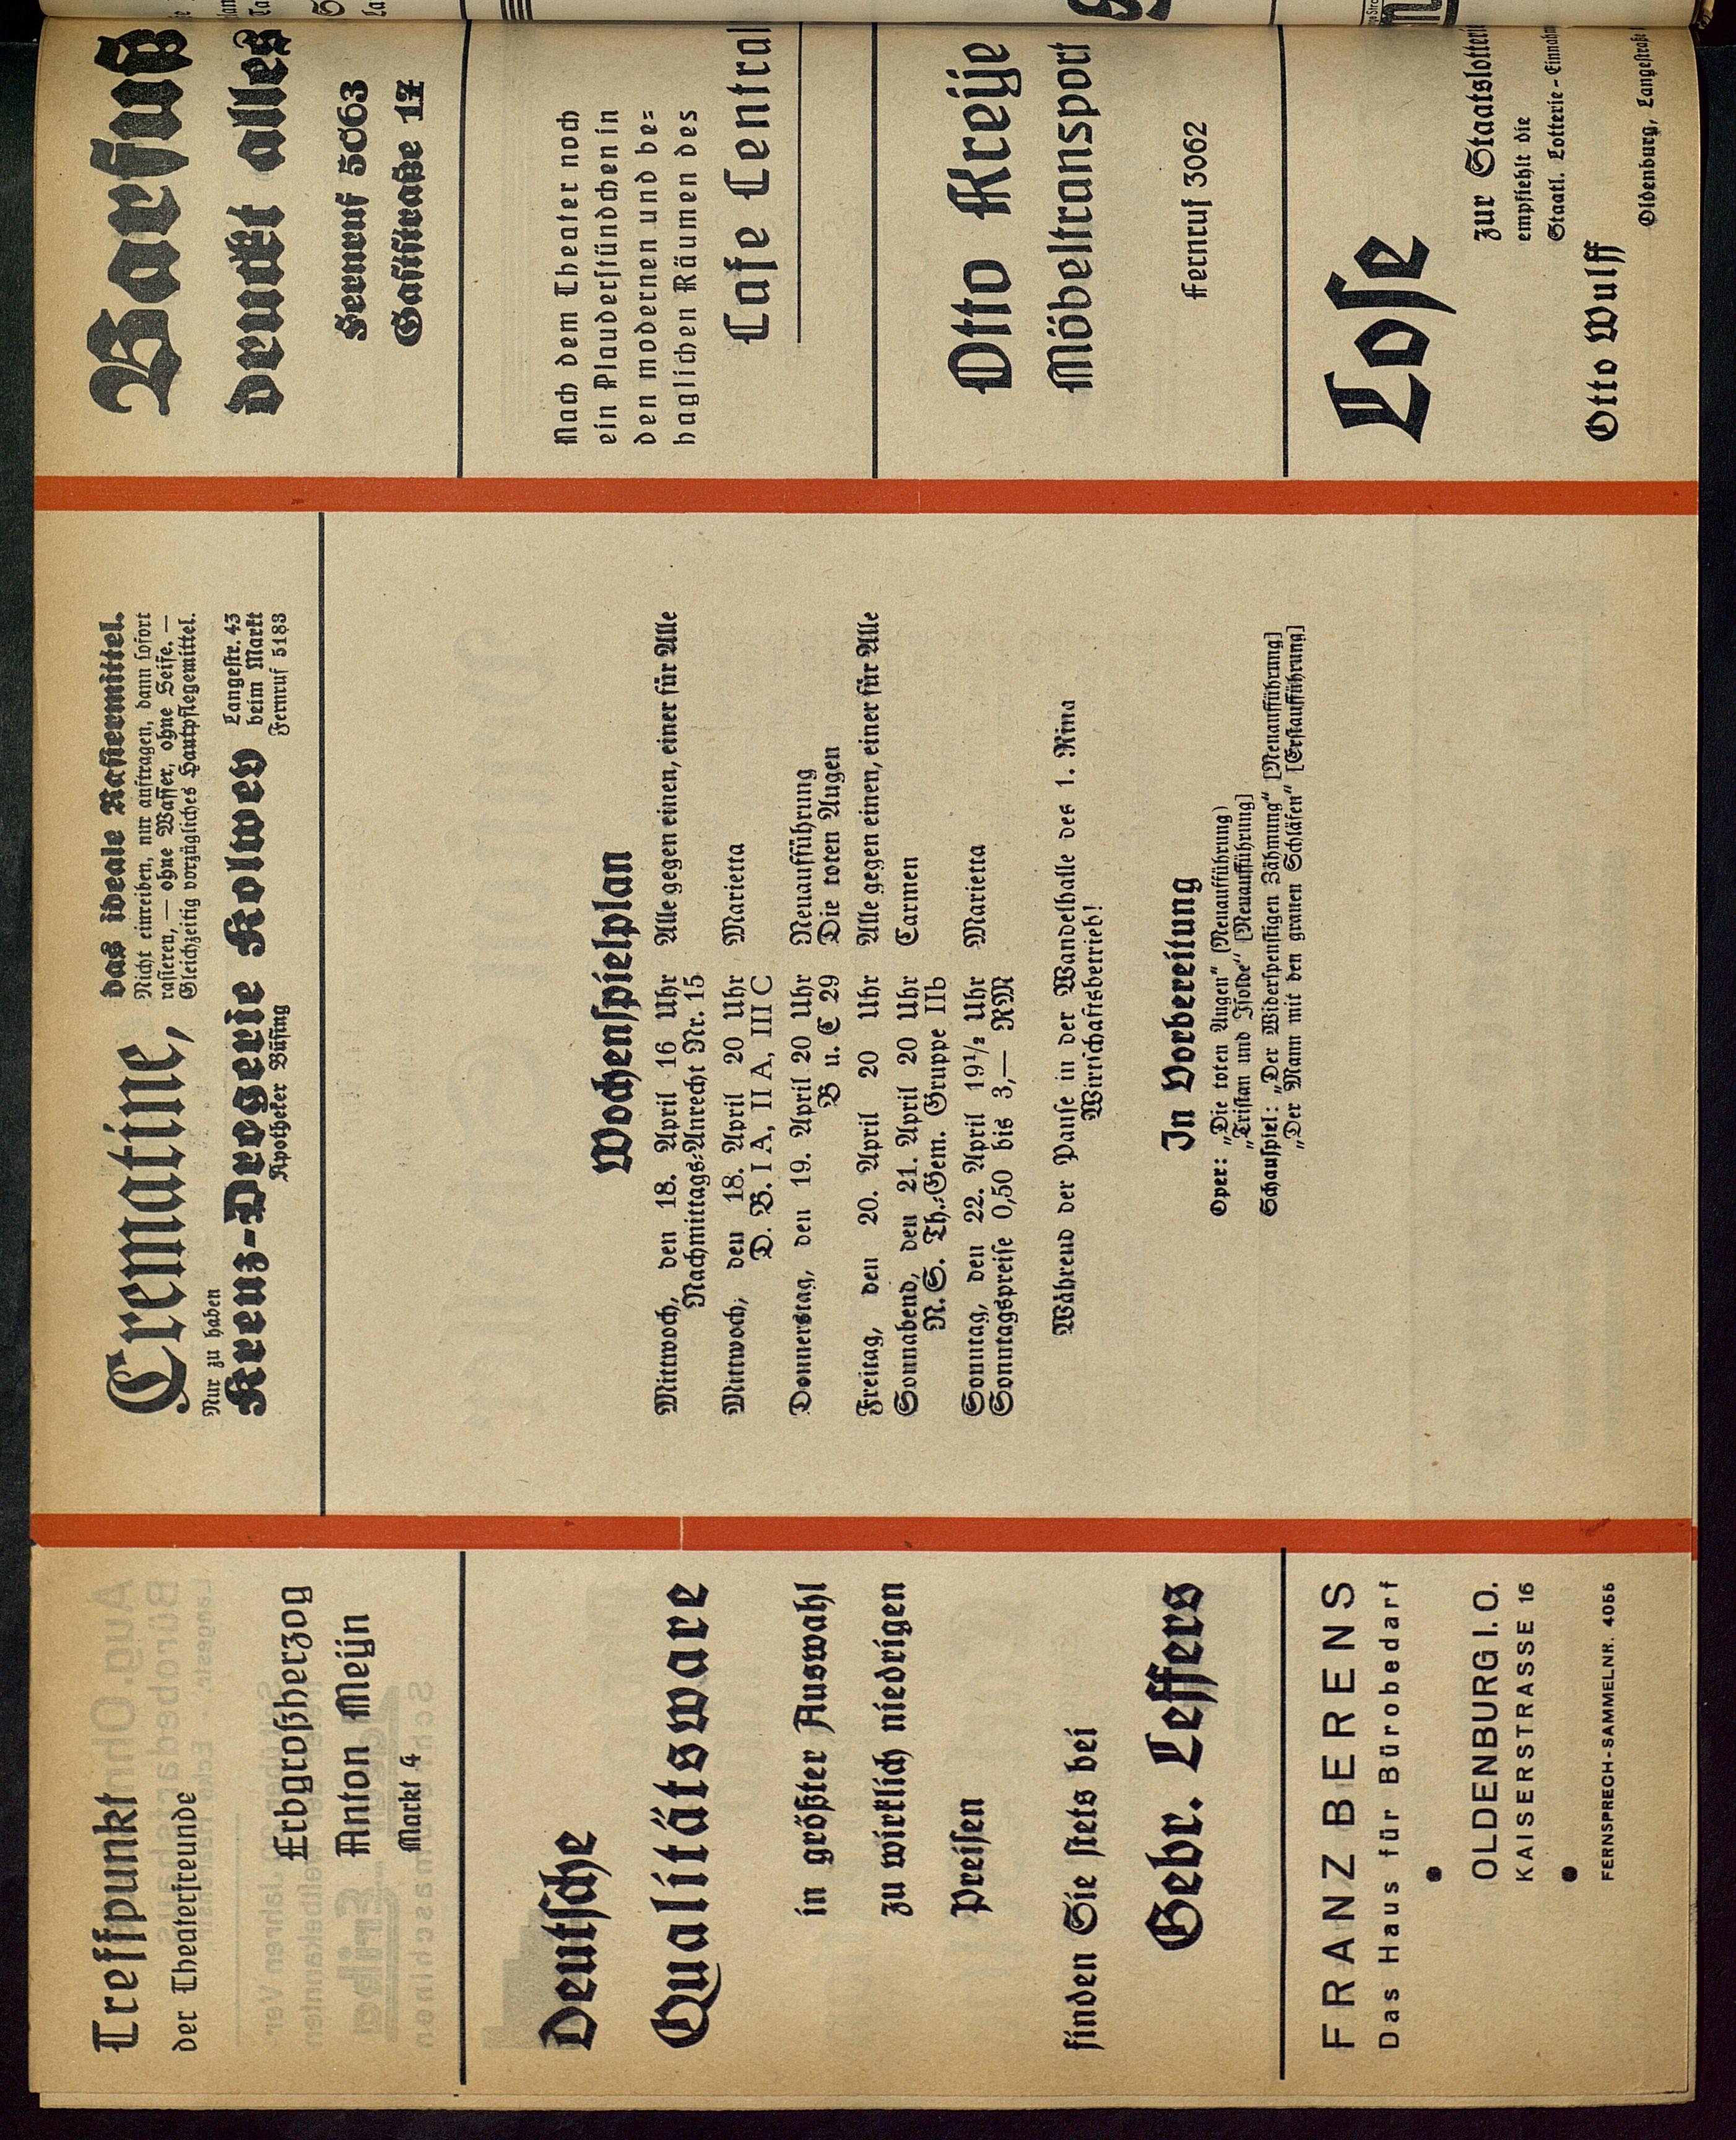 Treffpunkt
der Theaterfreunde
Erbgroßherzog
Anton Meijn
Markt 4
Deutsche
Qualitätsware
in größter Auswahl
zu wirklich niedrigen
Preisen
finden Sie stets bei
Gebr. Leffers
FRANZ BERENS
Das Haus für Bürobedarf
OLDENBURG I. O.
KAISERSTRASSE 16
FERNSPRECH-SAMMELNR. 4055
Crematine, das ideale Rasiermittel.
Nicht einreiben, nur auftragen, dann sofort
rasieren, — ohne Wasser, ohne Seife. —
Gleichzeitig vorzügliches Hautpflegemittel.
Nur zu haben
Kreuz-Drogerie Kolwey
Apotheker Büsing
Langestr. 43
beim Markt
Fernruf 5183
Wochenspielplan
Mittwoch, den 18. April 16 Uhr Alle gegen einen, einer für Alle
Nachmittags-Anrecht Nr. 15
Mittwoch, den 18. April 20 Uhr Marietta
D. B. I A, II A, III C
Donnerstag, den 19. April 20 Uhr Neuaufführung
B u. C 29 Die toten Augen
Freitag, den 20. April 20 Uhr Alle gegen einen, einer für Alle
Sonnabend, den 21. April 20 Uhr Carmen
N. S. Th.-Gem. Gruppe IIb
Sonntag, den 22. April 19½ Uhr Marietta
Sonntagspreise 0,50 bis 3,— RM
Während der Pause in der Wandelhalle des 1. Ring
Wirtschaftsbetrieb!
In Vorbereitung
Oper: „Die toten Augen“ (Neuaufführung)
„Tristan und Isolde“ [Neuaufführung]
Schauspiel: „Der Widerspenstigen Zähmung“ [Neuaufführung]
„Der Mann mit den grauen Schläfen“ [Erstaufführung]
Barfuß
druckt alles
Fernruf 5063
Gaststraße 17
Nach dem Theater noch
ein Plauderstündchen in
den modernen und be-
haglichen Räumen des
Cafe Central
Otto Kreije
Möbeltransport
Fernruf 3062
Lose
zur Staatslotterie
empfiehlt die
Staatl. Lotterie-Einnahm
Otto Wulff
Oldenburg, Langestraße